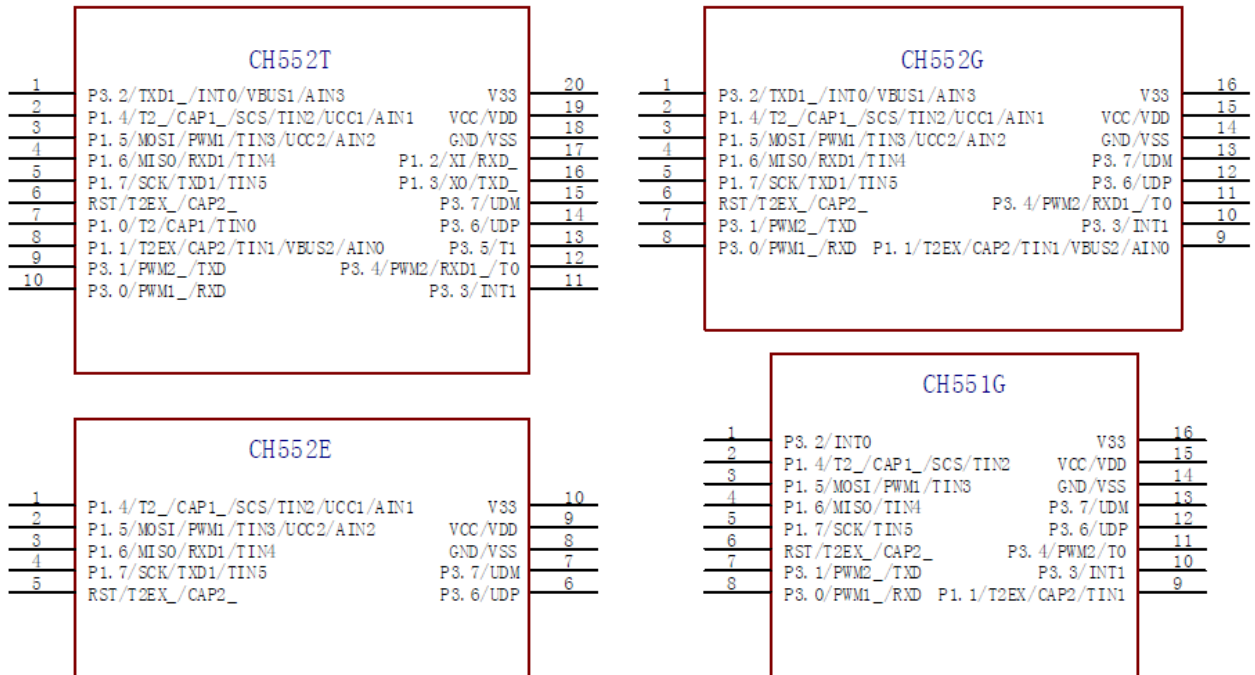 CH552T
1 P3.2/TXD1_/INT0/VBUS1/AIN3 V33 20
2 P1.4/T2_/CAP1_/SCS/TIN2/UCC1/AIN1 VCC/VDD 19
3 P1.5/MOSI/PWM1/TIN3/UCC2/AIN2 GND/VSS 18
4 P1.6/MISO/RXD1/TIN4 P1.2/XI/RXD_ 17
5 P1.7/SCK/TXD1/TIN5 P1.3/XO/TXD_ 16
6 RST/T2EX_/CAP2_ P3.7/UDM 15
7 P1.0/T2/CAP1/TIN0 P3.6/UDP 14
8 P1.1/T2EX/CAP2/TIN1/VBUS2/AIN0 P3.5/T1 13
9 P3.1/PWM2_/TXD P3.4/PWM2/RXD1_/T0 12
10 P3.0/PWM1_/RXD P3.3/INT1 11
CH552G
1 P3.2/TXD1_/INT0/VBUS1/AIN3 V33 16
2 P1.4/T2_/CAP1_/SCS/TIN2/UCC1/AIN1 VCC/VDD 15
3 P1.5/MOSI/PWM1/TIN3/UCC2/AIN2 GND/VSS 14
4 P1.6/MISO/RXD1/TIN4 P3.7/UDM 13
5 P1.7/SCK/TXD1/TIN5 P3.6/UDP 12
6 RST/T2EX_/CAP2_ P3.4/PWM2/RXD1_/T0 11
7 P3.1/PWM2_/TXD P3.3/INT1 10
8 P3.0/PWM1_/RXD P1.1/T2EX/CAP2/TIN1/VBUS2/AIN0 9
CH552E
1 P1.4/T2_/CAP1_/SCS/TIN2/UCC1/AIN1 V33 10
2 P1.5/MOSI/PWM1/TIN3/UCC2/AIN2 VCC/VDD 9
3 P1.6/MISO/RXD1/TIN4 GND/VSS 8
4 P1.7/SCK/TXD1/TIN5 P3.7/UDM 7
5 RST/T2EX_/CAP2_ P3.6/UDP 6
CH551G
1 P3.2/INT0 V33 16
2 P1.4/T2_/CAP1_/SCS/TIN2 VCC/VDD 15
3 P1.5/MOSI/PWM1/TIN3 GND/VSS 14
4 P1.6/MISO/TIN4 P3.7/UDM 13
5 P1.7/SCK/TIN5 P3.6/UDP 12
6 RST/T2EX_/CAP2_ P3.4/PWM2/T0 11
7 P3.1/PWM2_/TXD P3.3/INT1 10
8 P3.0/PWM1_/RXD P1.1/T2EX/CAP2/TIN1 9